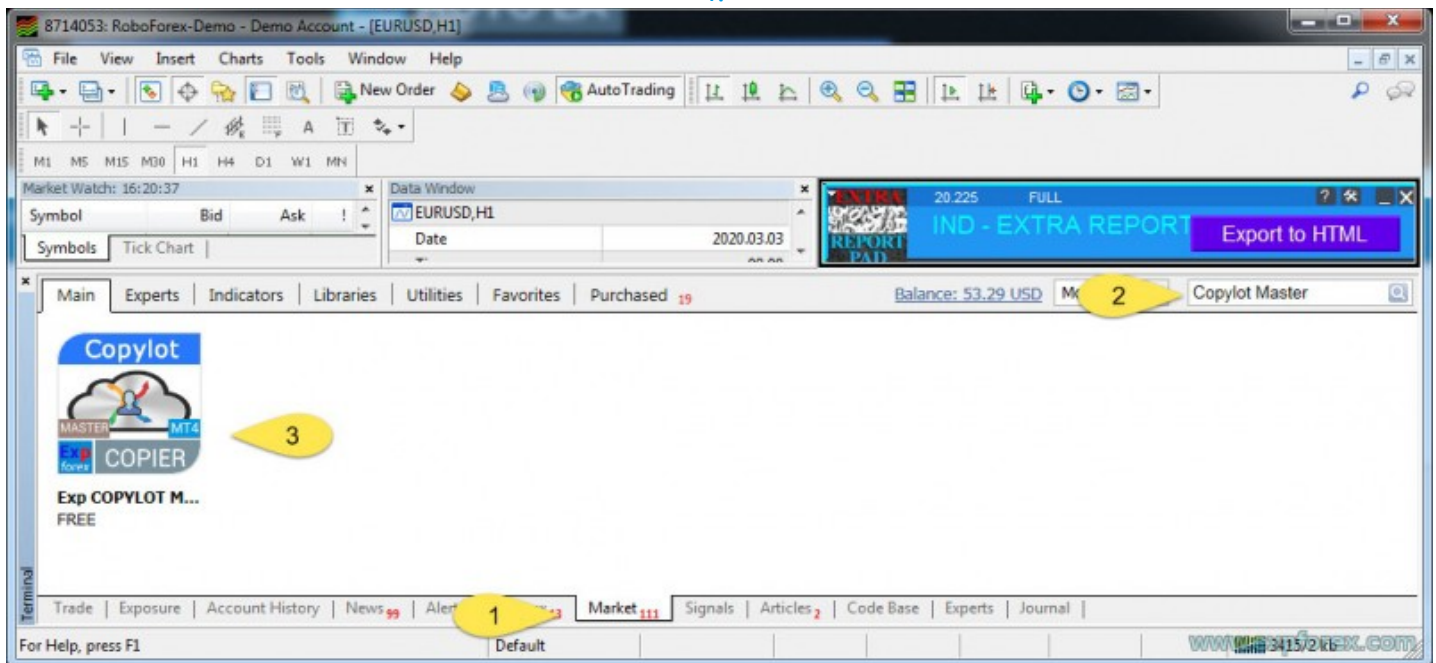 8714053: RoboForex-Demo - Demo Account - [EURUSD,H1]
File View Insert Charts Tools Window Help
New Order AutoTrading
A T
M1 M5 M15 M30 H1 H4 D1 W1 MN
Market Watch: 16:20:37
Symbol Bid Ask !
Symbols Tick Chart
Data Window
EURUSD,H1
Date 2020.03.03
EXTRA
REPORT
PAD
20.225 FULL
IND - EXTRA REPORT
Export to HTML
Main Experts Indicators Libraries Utilities Favorites Purchased 19 Balance: 53.29 USD 2 Copylot Master
Copylot
MASTER MT4
Exp forex COPIER
3
Exp COPYLOT M...
FREE
Terminal
Trade Exposure Account History News 99 1 Market 111 Signals Articles 2 Code Base Experts Journal
For Help, press F1 Default 3415/2 kb
www.expforex.com